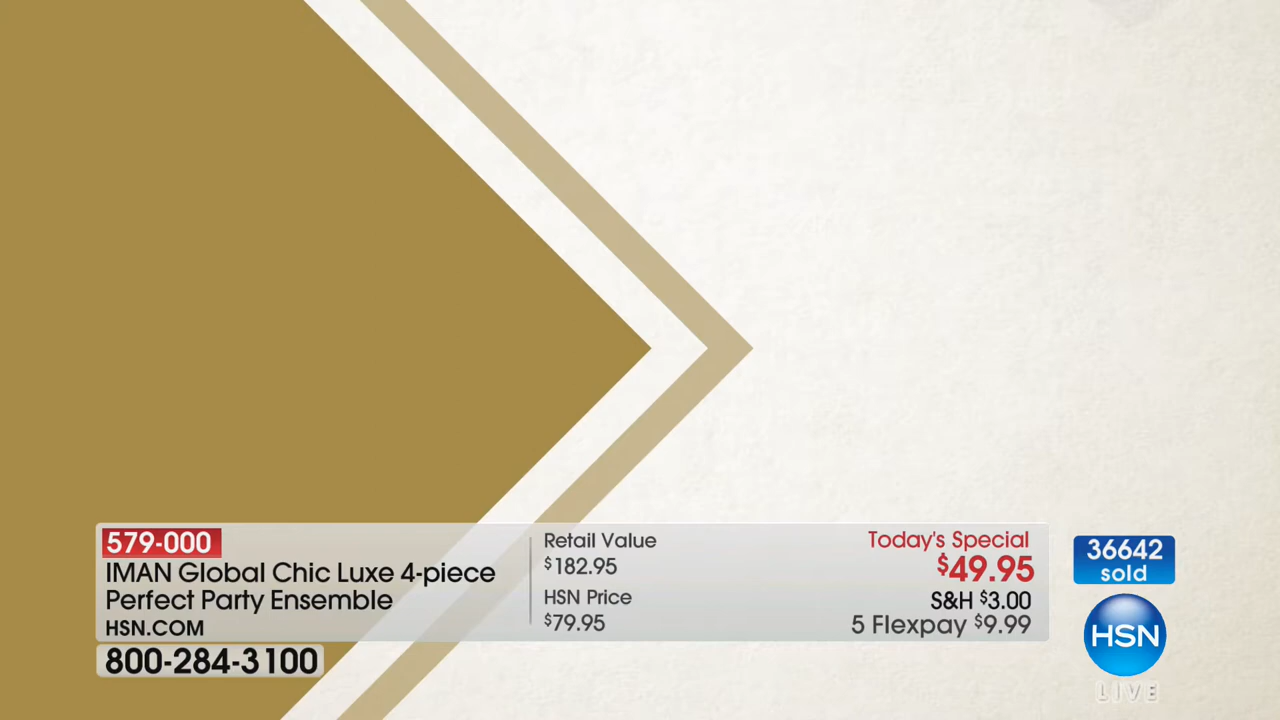 579-000
IMAN Global Chic Luxe 4-piece
Perfect Party Ensemble
HSN.COM
800-284-3100
Retail Value
$182.95
HSN Price
$79.95
Today's Special
$49.95
S&H $3.00
5 Flexpay $9.99
36642
sold
HSN
LIVE